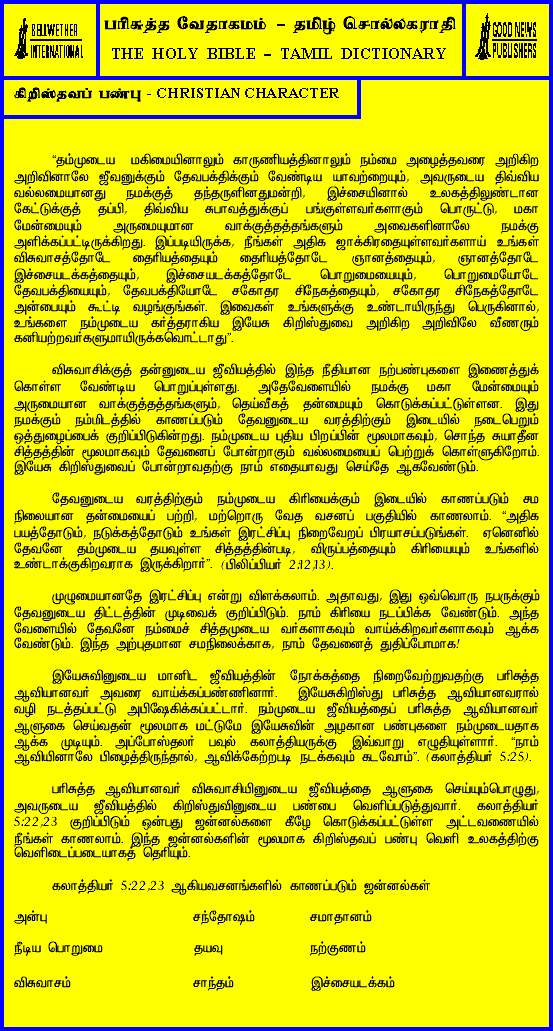 BELLWETHER
INTERNATIONAL
பரிசுத்த வேதாகமம் – தமிழ் சொல்லகராதி
THE HOLY BIBLE – TAMIL DICTIONARY
GOOD NEWS
PUBLISHERS
கிறிஸ்தவப் பண்பு - CHRISTIAN CHARACTER
“தம்முடைய மகிமையினாலும் காருணியத்தினாலும் நம்மை அழைத்தவரை அறிகிற
அறிவினாலே ஜீவனுக்கும் தேவபக்திக்கும் வேண்டிய யாவற்றையும், அவருடைய திவ்விய
வல்லமையானது நமக்குத் தந்தருளினதுமன்றி, இச்சையினால் உலகத்திலுண்டான
கேட்டுக்குத் தப்பி, திவ்விய சுபாவத்துக்குப் பங்குள்ளவர்களாகும் பொருட்டு, மகா
மேன்மையும் அருமையுமான வாக்குத்தத்தங்களும் அவைகளினாலே நமக்கு
அளிக்கப்பட்டிருக்கிறது. இப்படியிருக்க, நீங்கள் அதிக ஜாக்கிரதையுள்ளவர்களாய் உங்கள்
விசுவாசத்தோடே தைரியத்தையும் தைரியத்தோடே ஞானத்தையும், ஞானத்தோடே
இச்சையடக்கத்தையும், இச்சையடக்கத்தோடே பொறுமையையும், பொறுமையோடே
தேவபக்தியையும், தேவபக்தியோடே சகோதர சிநேகத்தையும், சகோதர சிநேகத்தோடே
அன்பையும் கூட்டி வழங்குங்கள். இவைகள் உங்களுக்கு உண்டாயிருந்து பெருகினால்,
உங்களை நம்முடைய கர்த்தராகிய இயேசு கிறிஸ்துவை அறிகிற அறிவிலே வீணரும்
கனியற்றவர்களுமாயிருக்கவொட்டாது”.
விசுவாசிக்குத் தன்னுடைய ஜீவியத்தில் இந்த நீதியான நற்பண்புகளை இணைத்துக்
கொள்ள வேண்டிய பொறுப்புள்ளது. அதேவேளையில் நமக்கு மகா மேன்மையும்
அருமையான வாக்குத்தத்தங்களும், தெய்வீகத் தன்மையும் கொடுக்கப்பட்டுள்ளன. இது
நமக்கும் நம்மிடத்தில் காணப்படும் தேவனுடைய வரத்திற்கும் இடையில் நடைபெறும்
ஒத்துழைப்பைக் குறிப்பிடுகின்றது. நம்முடைய புதிய பிறப்பின் மூலமாகவும், சொந்த சுயாதீன
சித்தத்தின் மூலமாகவும் தேவனைப் போன்றாகும் வல்லமையைப் பெற்றுக் கொள்ளுகிறோம்.
இயேசு கிறிஸ்துவைப் போன்றாவதற்கு நாம் எதையாவது செய்தே ஆகவேண்டும்.
தேவனுடைய வரத்திற்கும் நம்முடைய கிரியைக்கும் இடையில் காணப்படும் சம
நிலையான தன்மையைப் பற்றி, மற்றொரு வேத வசனப் பகுதியில் காணலாம். “அதிக
பயத்தோடும், நடுக்கத்தோடும் உங்கள் இரட்சிப்பு நிறைவேறப் பிரயாசப்படுங்கள். ஏனெனில்
தேவனே தம்முடைய தயவுள்ள சித்தத்தின்படி, விருப்பத்தையும் கிரியையும் உங்களில்
உண்டாக்குகிறவராக இருக்கிறார்”. (பிலிப்பியர் 2:12,13).
முழுமையானதே இரட்சிப்பு என்று விளக்கலாம். அதாவது, இது ஒவ்வொரு நபருக்கும்
தேவனுடைய திட்டத்தின் முடிவைக் குறிப்பிடும். நாம் கிரியை நடப்பிக்க வேண்டும். அந்த
வேளையில் தேவனே நம்மைச் சித்தமுடைய வர்களாகவும் வாய்க்கிறவர்களாகவும் ஆக்க
வேண்டும். இந்த அற்புதமான சமநிலைக்காக, நாம் தேவனைத் துதிப்போமாக!
இயேசுவினுடைய மானிட ஜீவியத்தின் நோக்கத்தை நிறைவேற்றுவதற்கு பரிசுத்த
ஆவியானவர் அவரை வாய்க்கப்பண்ணினார். இயேசுகிறிஸ்து பரிசுத்த ஆவியானவரால்
வழி நடத்தப்பட்டு அபிஷேகிக்கப்பட்டார். நம்முடைய ஜீவியத்தைப் பரிசுத்த ஆவியானவர்
ஆளுகை செய்வதன் மூலமாக மட்டுமே இயேசுவின் அழகான பண்புகளை நம்முடையதாக
ஆக்க முடியும். அப்போஸ்தலர் பவுல் கலாத்தியருக்கு இவ்வாறு எழுதியுள்ளார். “நாம்
ஆவியினாலே பிழைத்திருந்தால், ஆவிக்கேற்றபடி நடக்கவும் கடவோம்”. (கலாத்தியர் 5:25).
பரிசுத்த ஆவியானவர் விசுவாசியினுடைய ஜீவியத்தை ஆளுகை செய்யும்பொழுது,
அவருடைய ஜீவியத்தில் கிறிஸ்துவினுடைய பண்பை வெளிப்படுத்துவார். கலாத்தியர்
5:22,23 குறிப்பிடும் ஒன்பது ஜன்னல்களை கீழே கொடுக்கப்பட்டுள்ள அட்டவணையில்
நீங்கள் காணலாம். இந்த ஜன்னல்களின் மூலமாக கிறிஸ்தவப் பண்பு வெளி உலகத்திற்கு
வெளிடைப்படையாகத் தெரியும்.
கலாத்தியர் 5:22,23 ஆகியவசனங்களில் காணப்படும் ஜன்னல்கள்
அன்பு சந்தோஷம் சமாதானம்
நீடிய பொறுமை தயவு நற்குணம்
விசுவாசம் சாந்தம் இச்சையடக்கம்